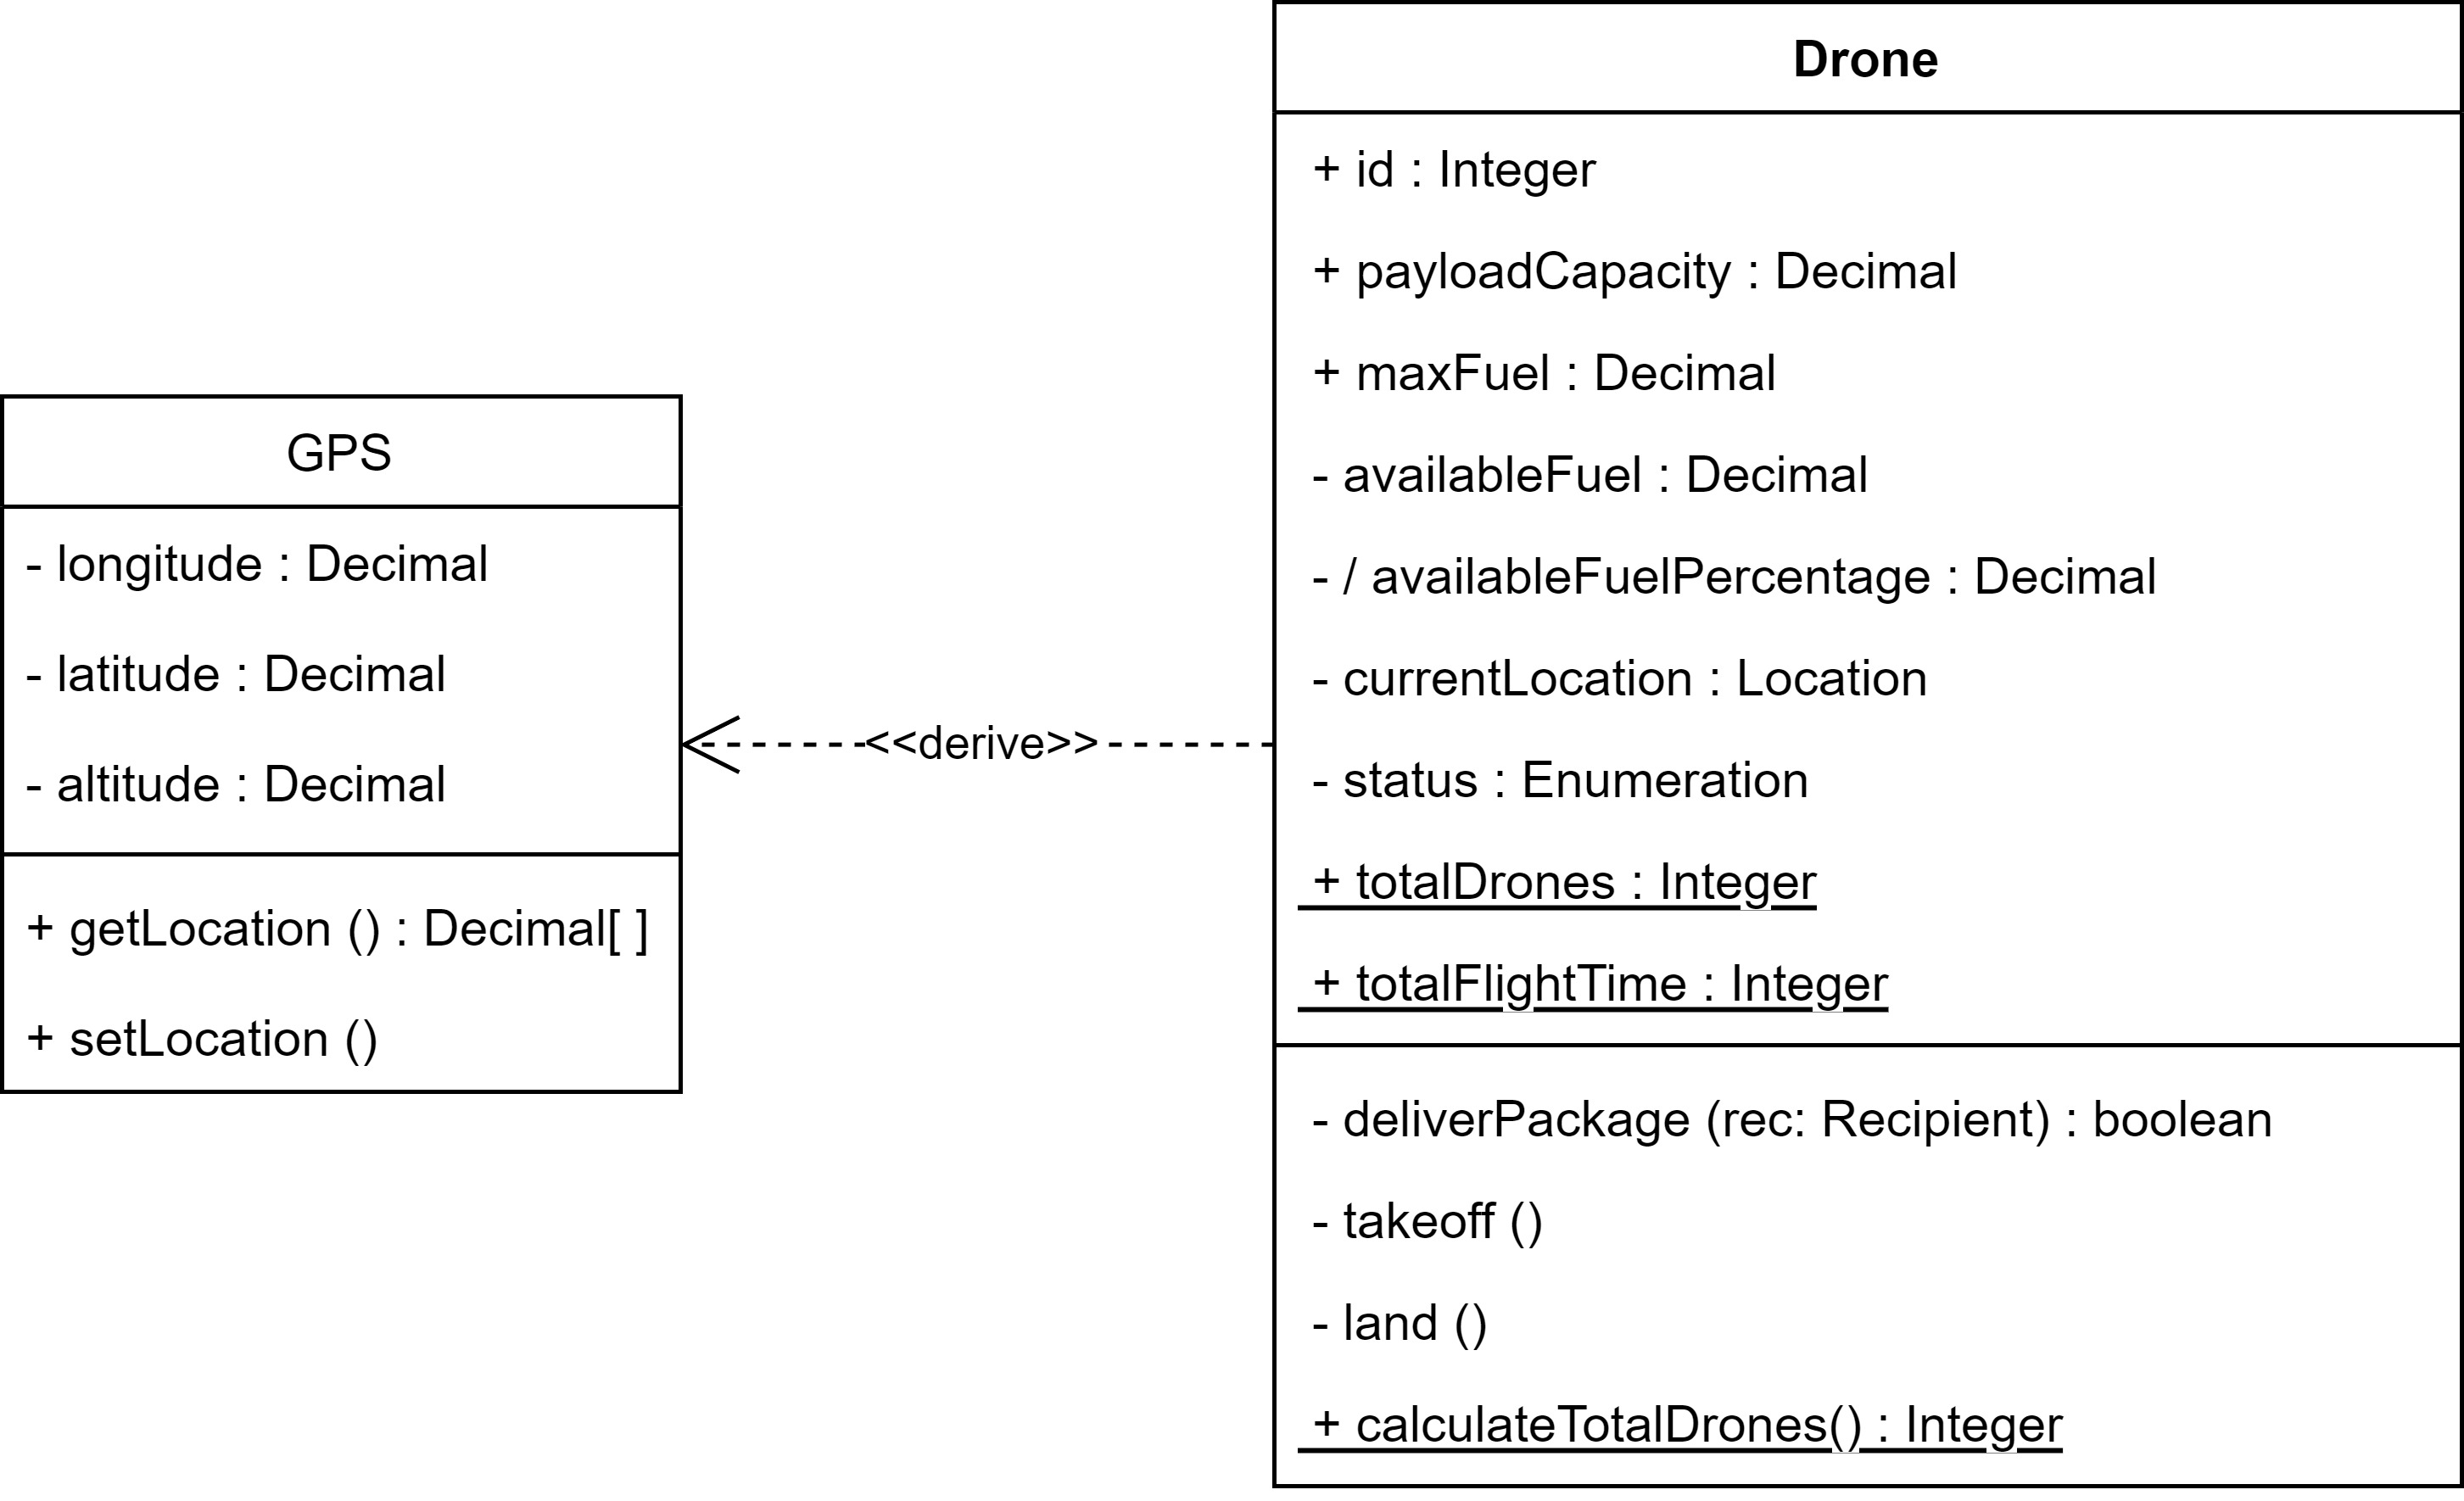 GPS
- longitude : Decimal
- latitude : Decimal
- altitude : Decimal
+ getLocation () : Decimal[ ]
+ setLocation ()
<<derive>>
Drone
+ id : Integer
+ payloadCapacity : Decimal
+ maxFuel : Decimal
- availableFuel : Decimal
- / availableFuelPercentage : Decimal
- currentLocation : Location
- status : Enumeration
+ totalDrones : Integer
+ totalFlightTime : Integer
- deliverPackage (rec: Recipient) : boolean
- takeoff ()
- land ()
+ calculateTotalDrones() : Integer